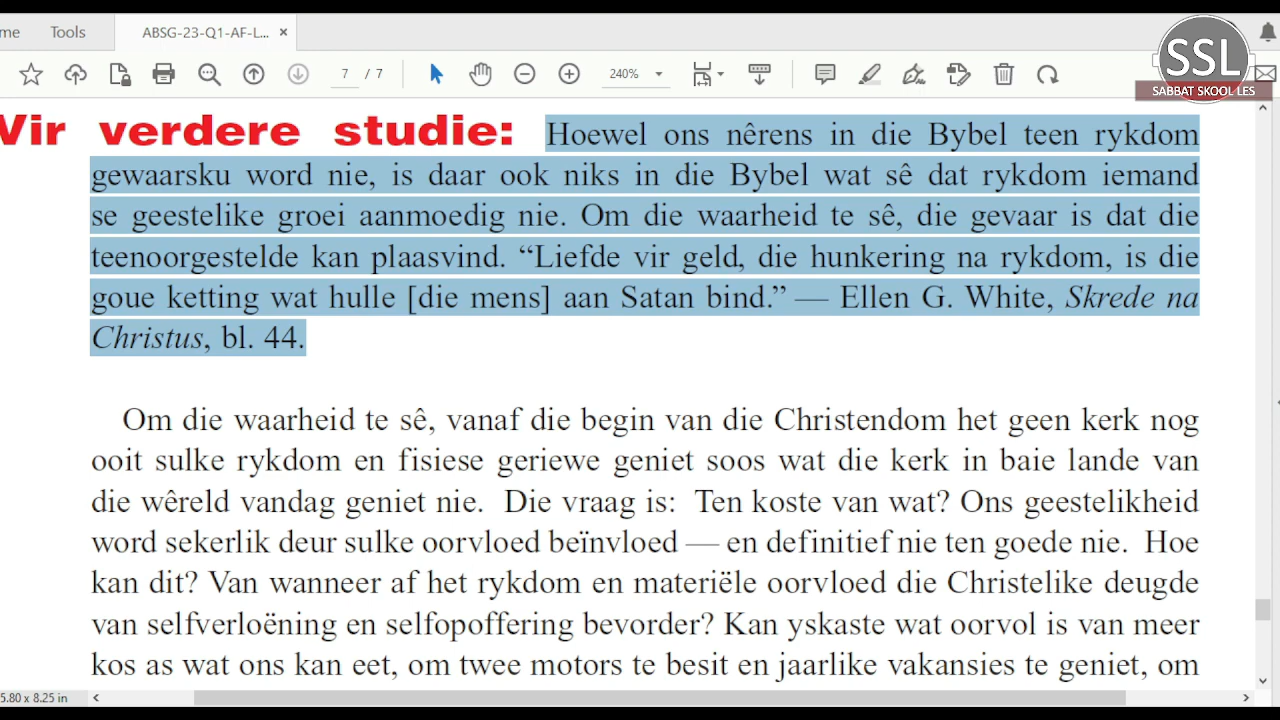 me Tools ABSG-23-Q1-AF-L... ×
SSL
SABBAT SKOOL LES
7 / 7 240%
Vir verdere studie: Hoewel ons nêrens in die Bybel teen rykdom
gewaarsku word nie, is daar ook niks in die Bybel wat sê dat rykdom iemand
se geestelike groei aanmoedig nie. Om die waarheid te sê, die gevaar is dat die
teenoorgestelde kan plaasvind. “Liefde vir geld, die hunkering na rykdom, is die
goue ketting wat hulle [die mens] aan Satan bind.” — Ellen G. White, Skrede na
Christus, bl. 44.
Om die waarheid te sê, vanaf die begin van die Christendom het geen kerk nog
ooit sulke rykdom en fisiese geriewe geniet soos wat die kerk in baie lande van
die wêreld vandag geniet nie. Die vraag is: Ten koste van wat? Ons geestelikheid
word sekerlik deur sulke oorvloed beïnvloed — en definitief nie ten goede nie. Hoe
kan dit? Van wanneer af het rykdom en materiële oorvloed die Christelike deugde
van selfverloëning en selfopoffering bevorder? Kan yskaste wat oorvol is van meer
kos as wat ons kan eet, om twee motors te besit en jaarlike vakansies te geniet, om
5.80 x 8.25 in